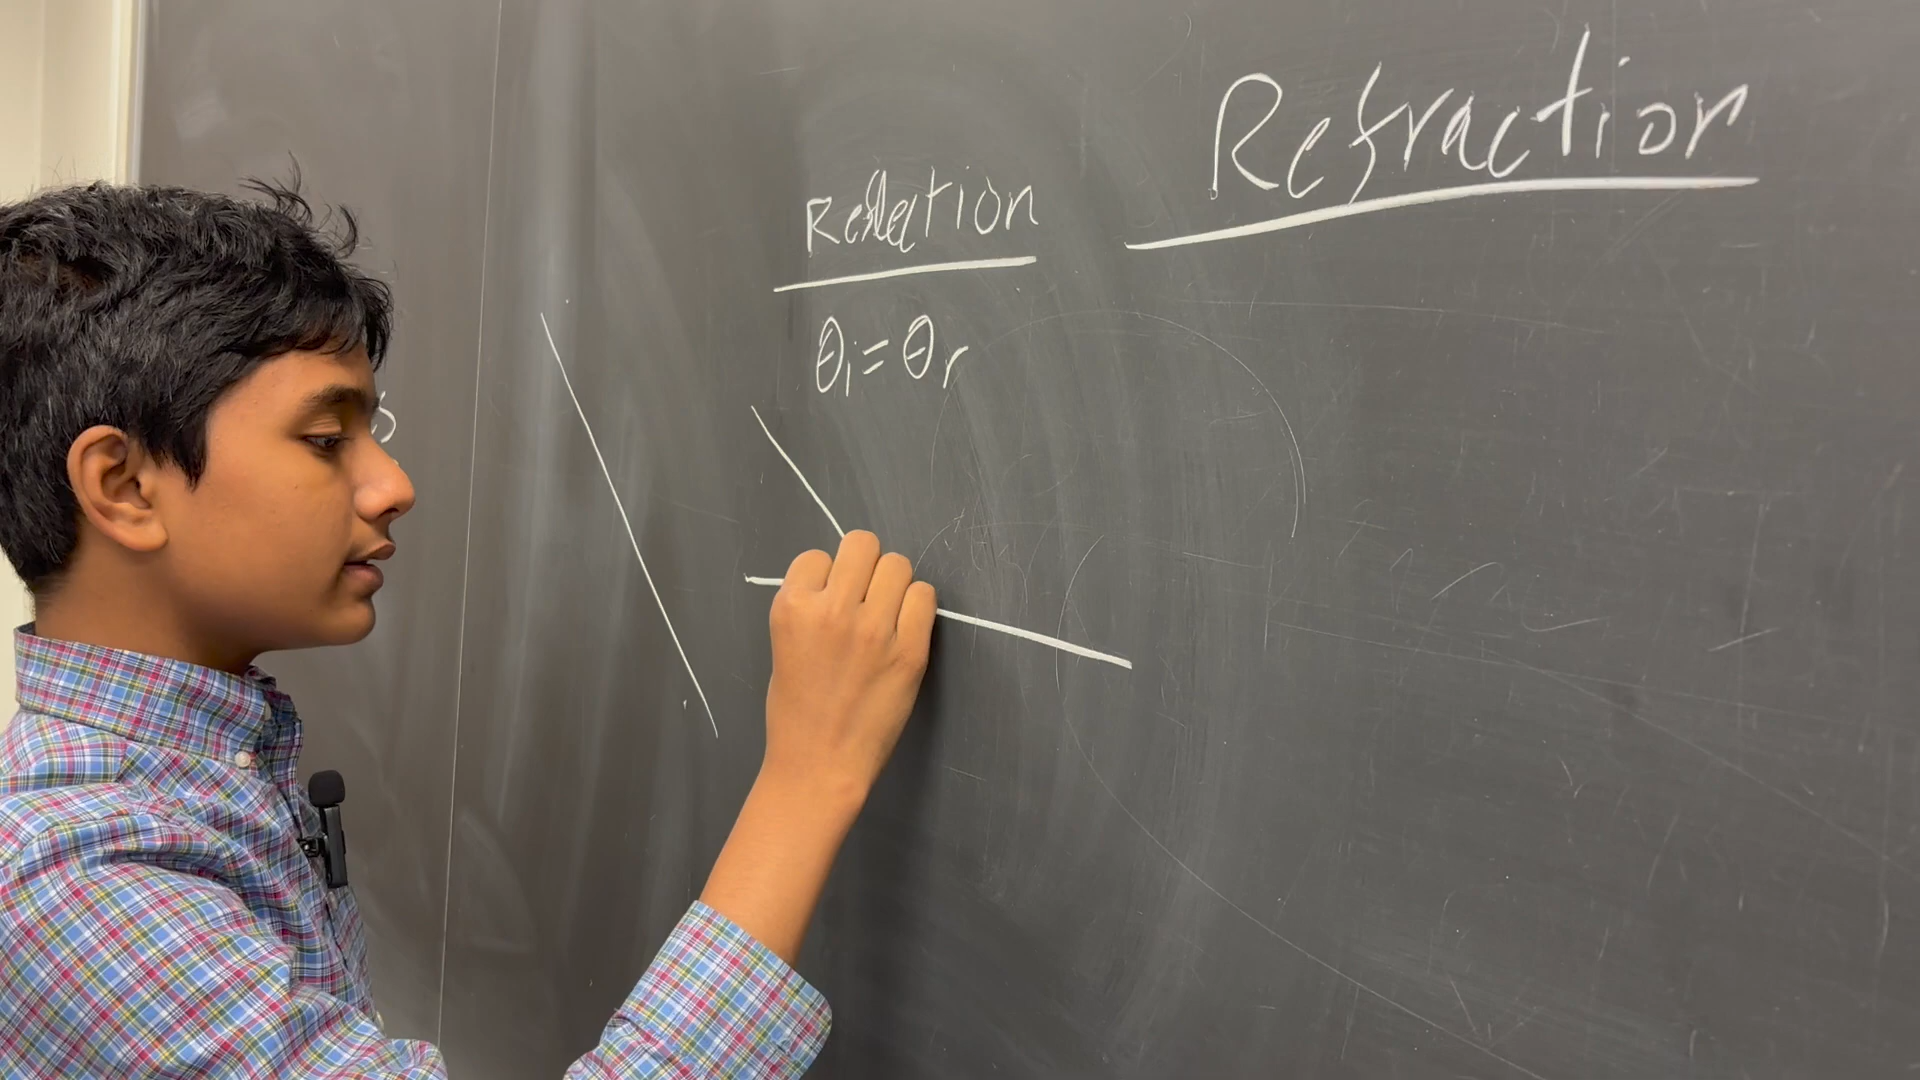 Refraction
Reflection
θi = θr
s